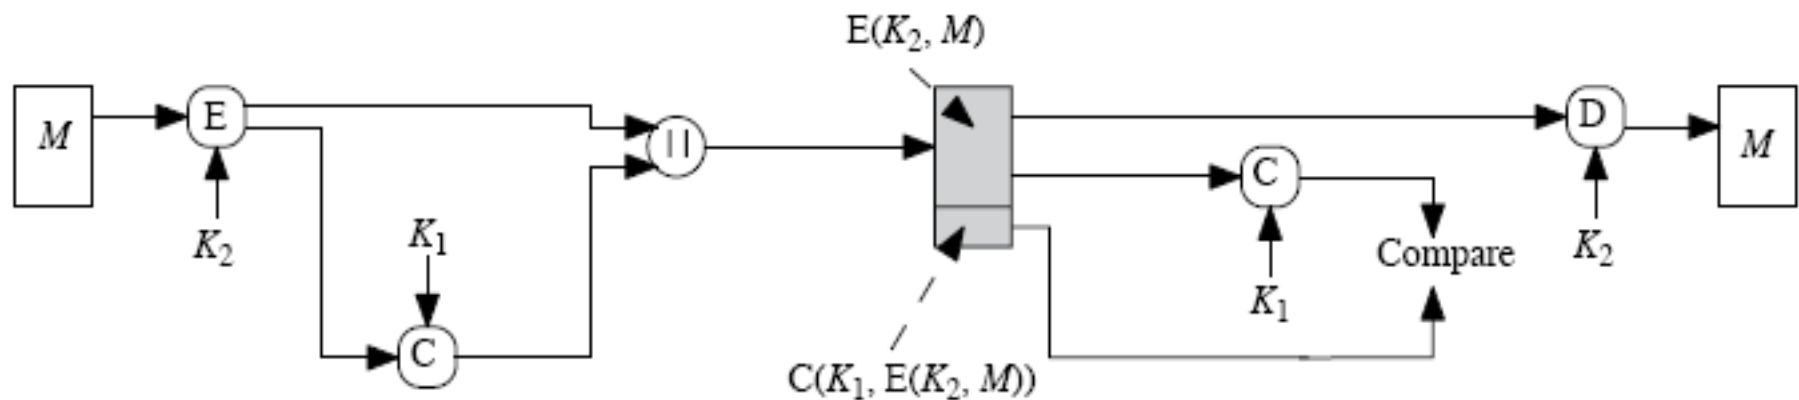 E(K₂, M)
M
E
||
D
M
C
K₂
K₁
K₂
Compare
K₁
C
C(K₁, E(K₂, M))